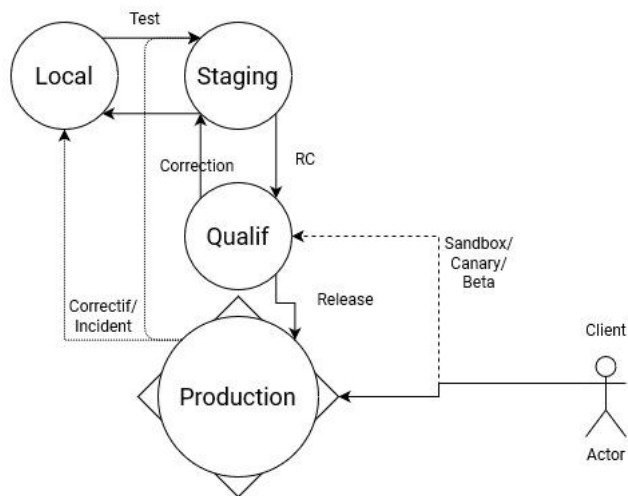 Test
Local
Staging
Correction
RC
Qualif
Sandbox/
Canary/
Beta
Correctif/
Incident
Release
Client
Production
Actor